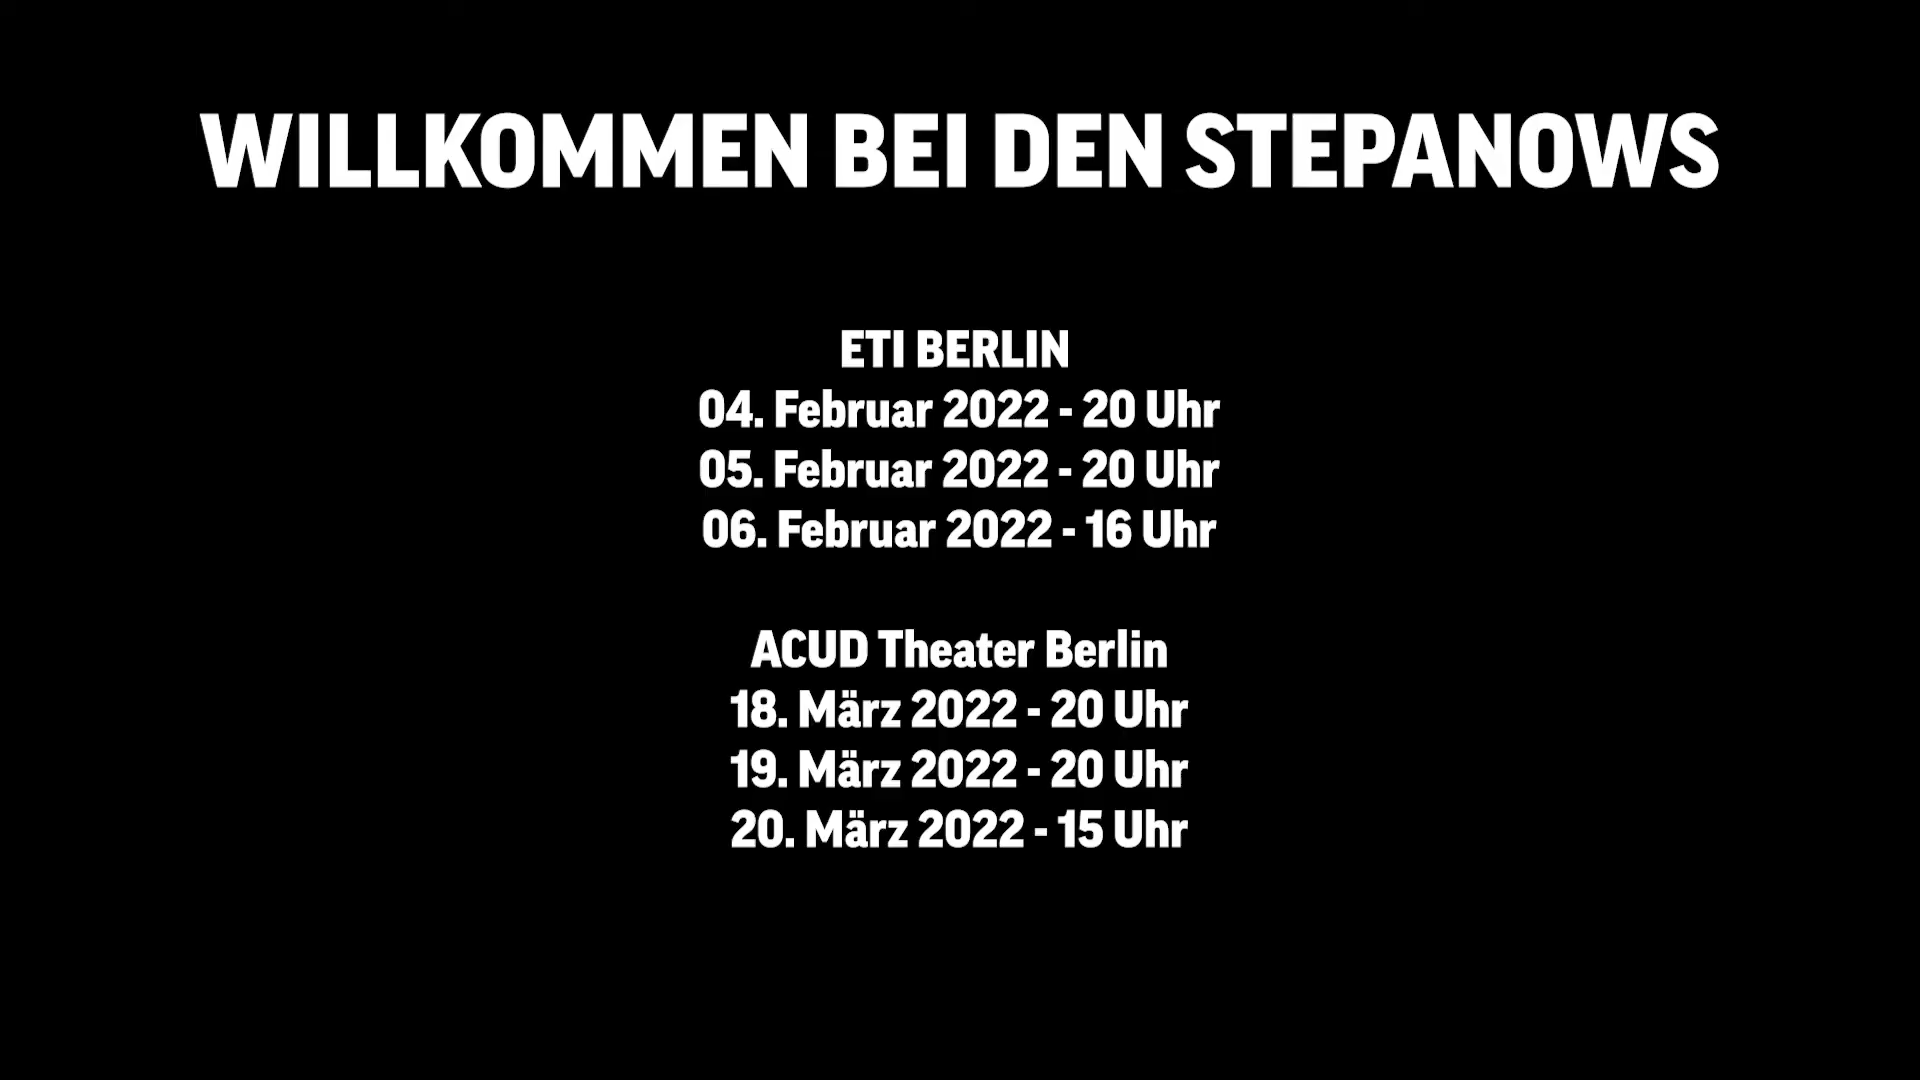 WILLKOMMEN BEI DEN STEPANOWS
ETI BERLIN
04. Februar 2022 - 20 Uhr
05. Februar 2022 - 20 Uhr
06. Februar 2022 - 16 Uhr
ACUD Theater Berlin
18. März 2022 - 20 Uhr
19. März 2022 - 20 Uhr
20. März 2022 - 15 Uhr